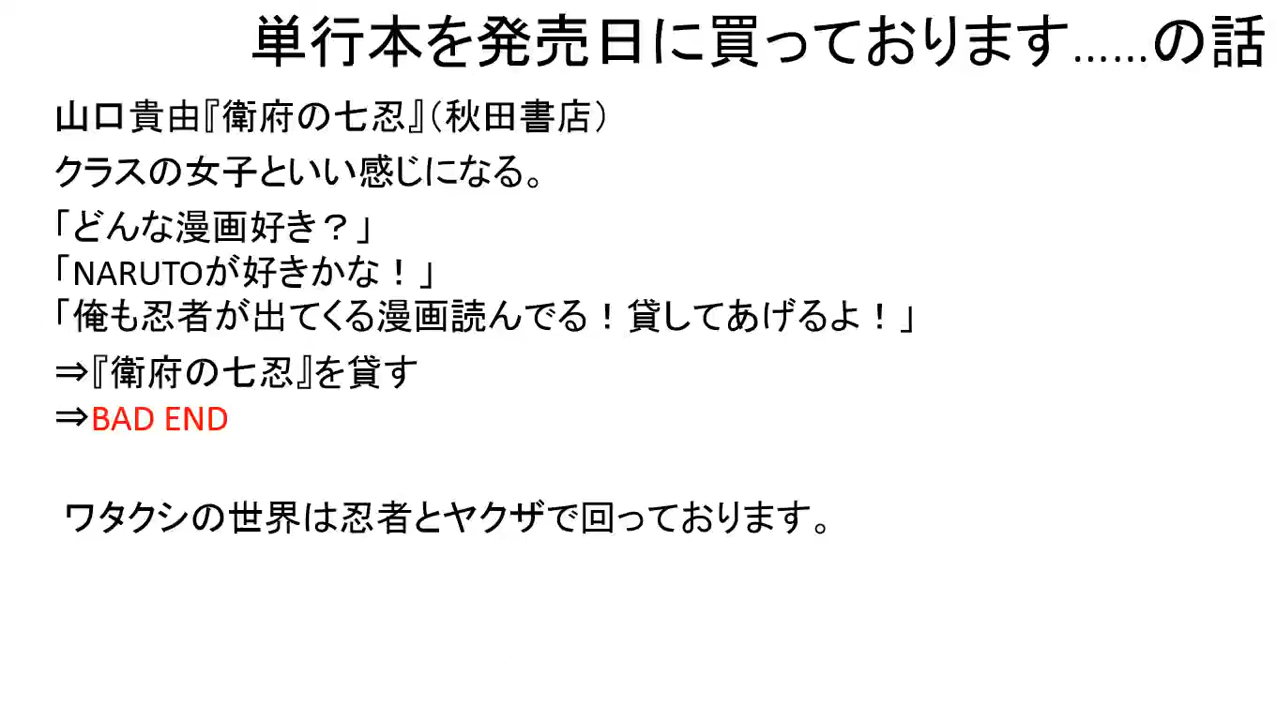 単行本を発売日に買っております……の話
山口貴由『衛府の七忍』（秋田書店）
クラスの女子といい感じになる。
「どんな漫画好き？」
「NARUTOが好きかな！」
「俺も忍者が出てくる漫画読んでる！貸してあげるよ！」
⇒『衛府の七忍』を貸す
⇒BAD END
ワタクシの世界は忍者とヤクザで回っております。